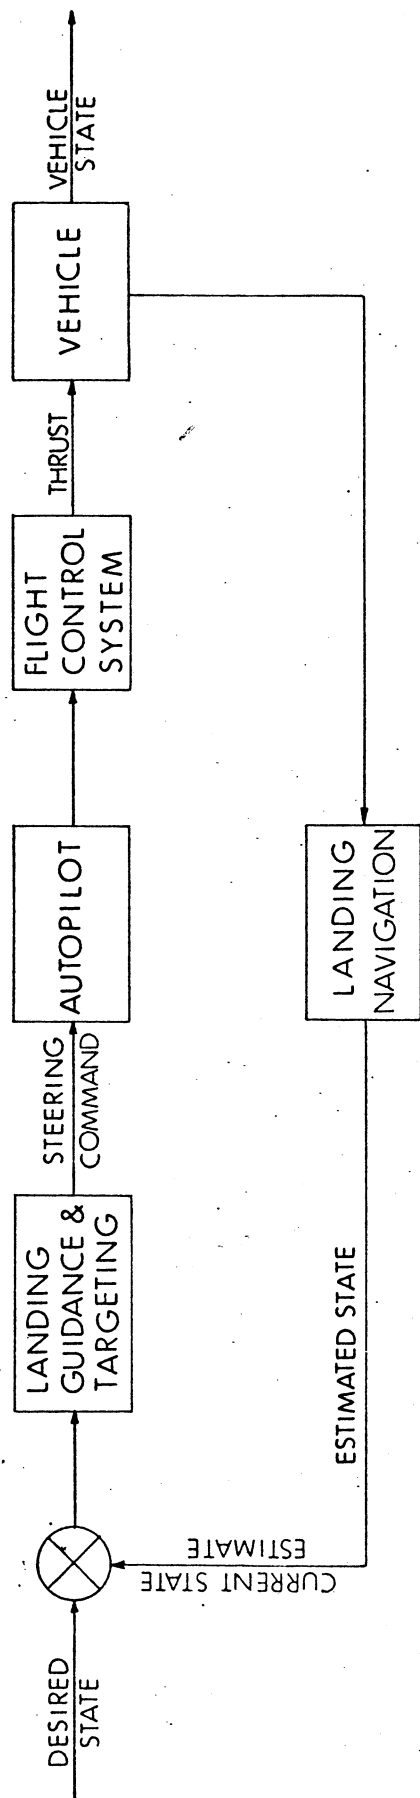 DESIRED
STATE
LANDING
GUIDANCE &
TARGETING
STEERING
COMMAND
AUTOPILOT
FLIGHT
CONTROL
SYSTEM
THRUST
VEHICLE
VEHICLE
STATE
CURRENT STATE
ESTIMATE
ESTIMATED STATE
LANDING
NAVIGATION